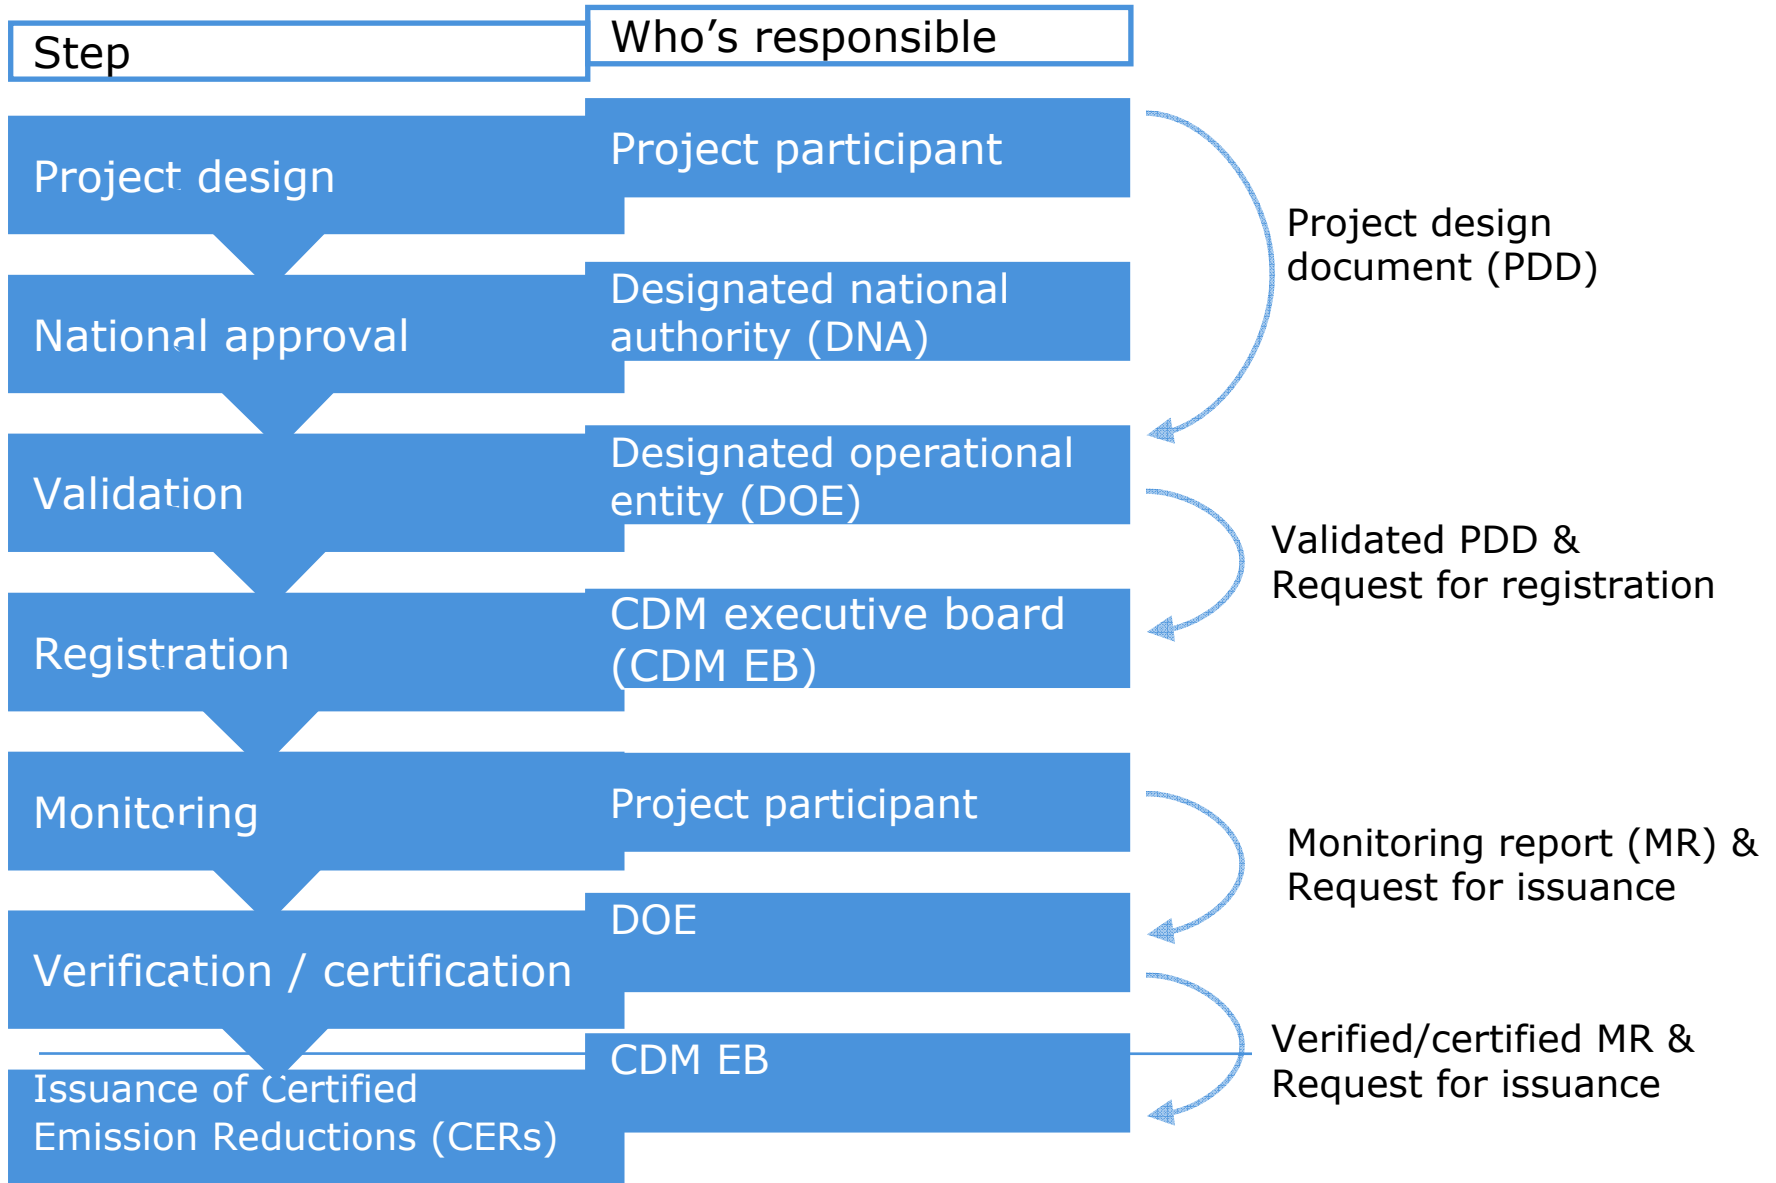 Step
Who’s responsible
Project design
Project participant
Project design
document (PDD)
National approval
Designated national
authority (DNA)
Validation
Designated operational
entity (DOE)
Validated PDD &
Request for registration
Registration
CDM executive board
(CDM EB)
Monitoring
Project participant
Monitoring report (MR) &
Request for issuance
Verification / certification
DOE
Verified/certified MR &
Request for issuance
Issuance of Certified
Emission Reductions (CERs)
CDM EB